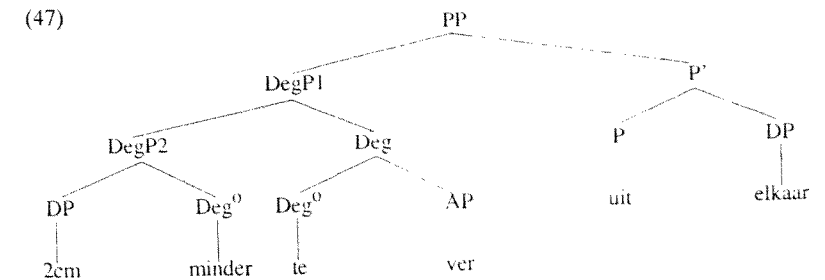 (47) PP
DegP1 P'
DegP2 Deg P DP
DP Deg⁰ Deg⁰ AP uit elkaar
2cm minder te ver